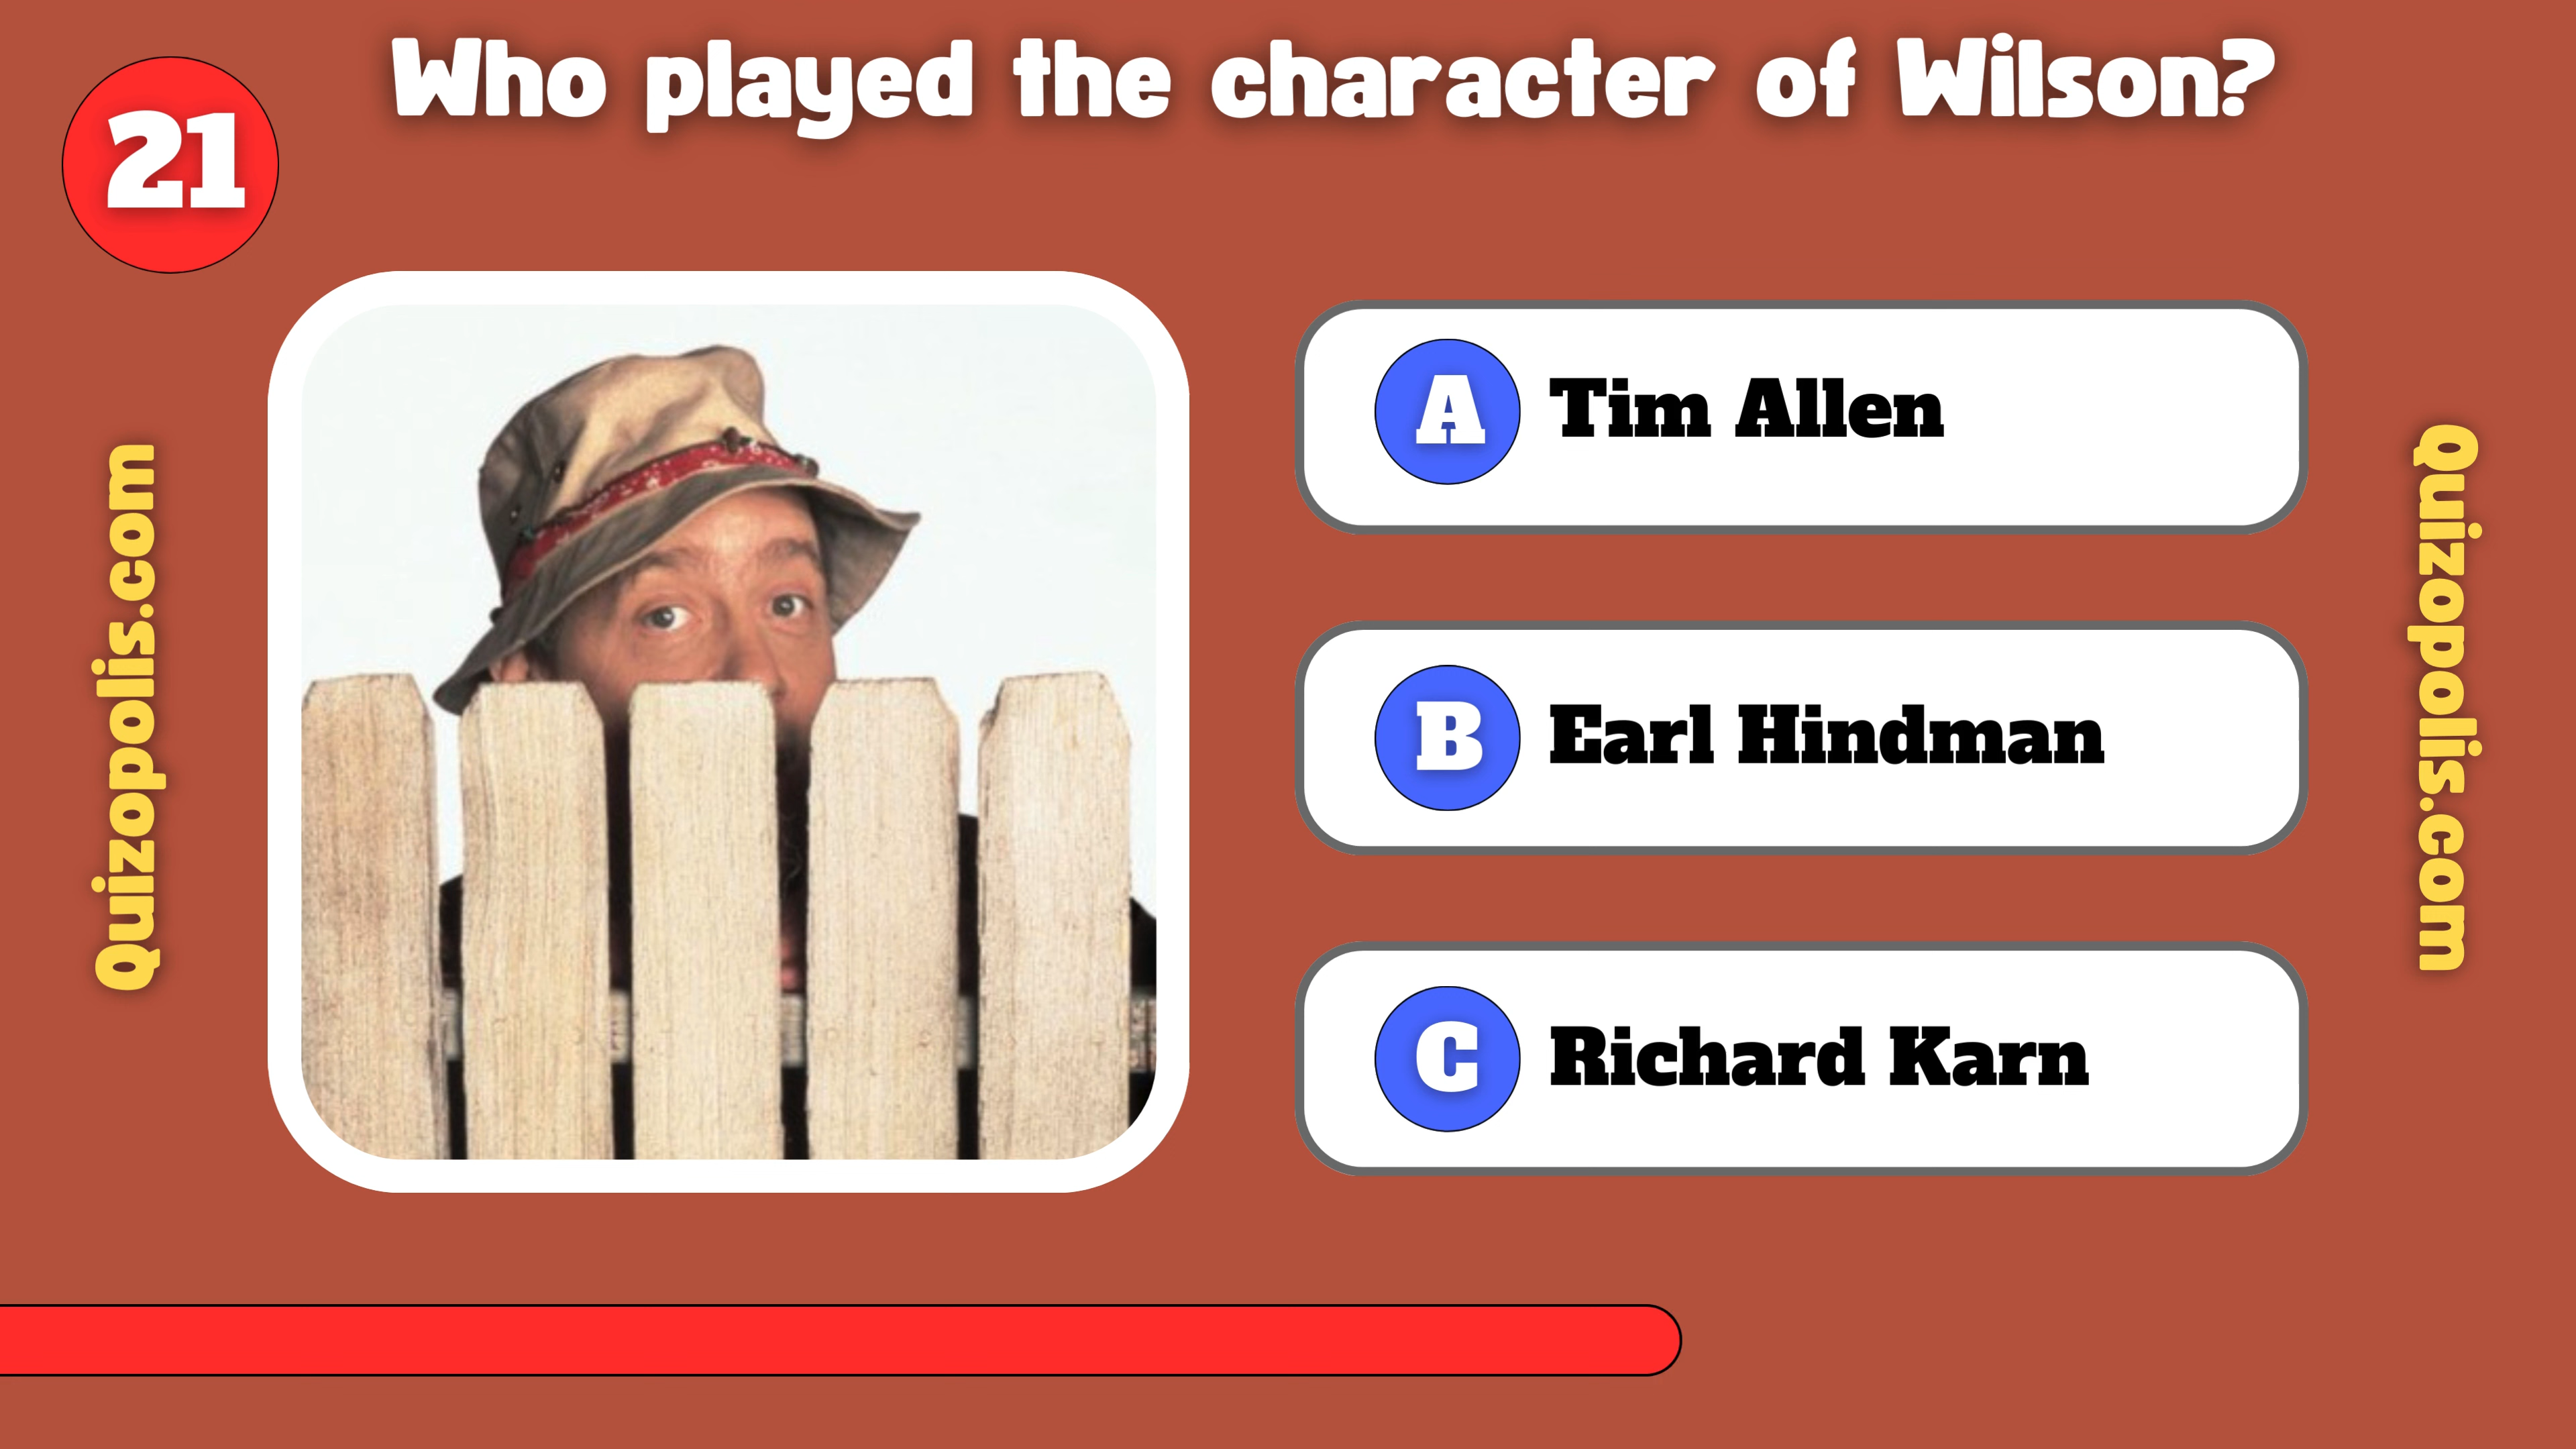 Who played the character of Wilson?
21
Quizopolis.com
A Tim Allen
B Earl Hindman
C Richard Karn
Quizopolis.com